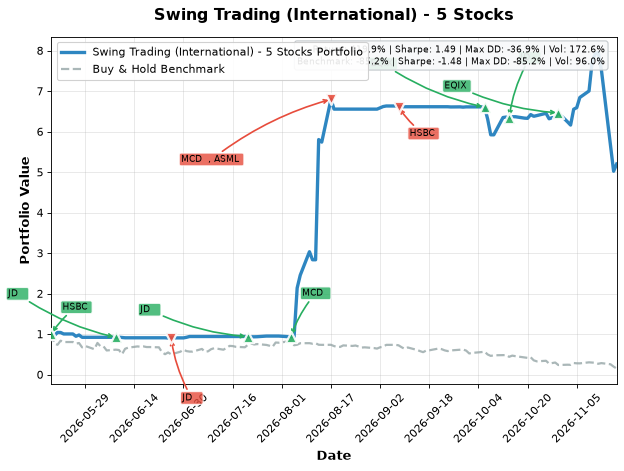 Swing Trading (International) - 5 Stocks
Swing Trading (International) - 5 Stocks Portfolio
Buy & Hold Benchmark
.9% | Sharpe: 1.49 | Max DD: -36.9% | Vol: 172.6%
Benchmark: -85.2% | Sharpe: -1.48 | Max DD: -85.2% | Vol: 96.0%
EQIX
HSBC
MCD , ASML
JD
HSBC
JD
MCD
JD
Portfolio Value
8
7
6
5
4
3
2
1
0
2026-05-29
2026-06-14
2026-06-30
2026-07-16
2026-08-01
2026-08-17
2026-09-02
2026-09-18
2026-10-04
2026-10-20
2026-11-05
Date